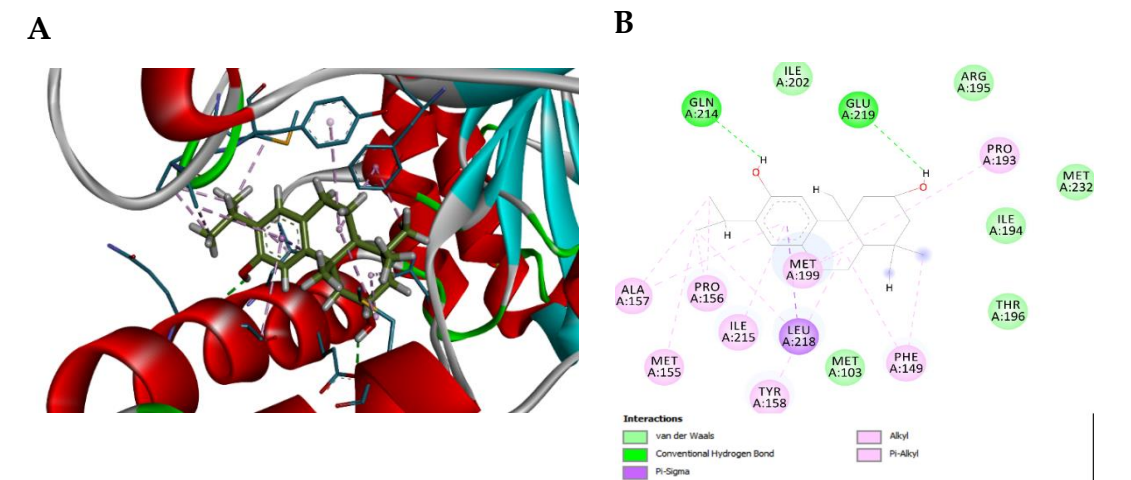 A
B
ILE
A:202
ARG
A:195
GLN
A:214
GLU
A:219
H
H
O
O
PRO
A:193
MET
A:232
H
ILE
A:194
H
MET
A:199
H
ALA
A:157
PRO
A:156
THR
A:196
ILE
A:215
LEU
A:218
MET
A:155
MET
A:103
PHE
A:149
TYR
A:158
Interactions
van der Waals
Conventional Hydrogen Bond
Pi-Sigma
Alkyl
Pi-Alkyl